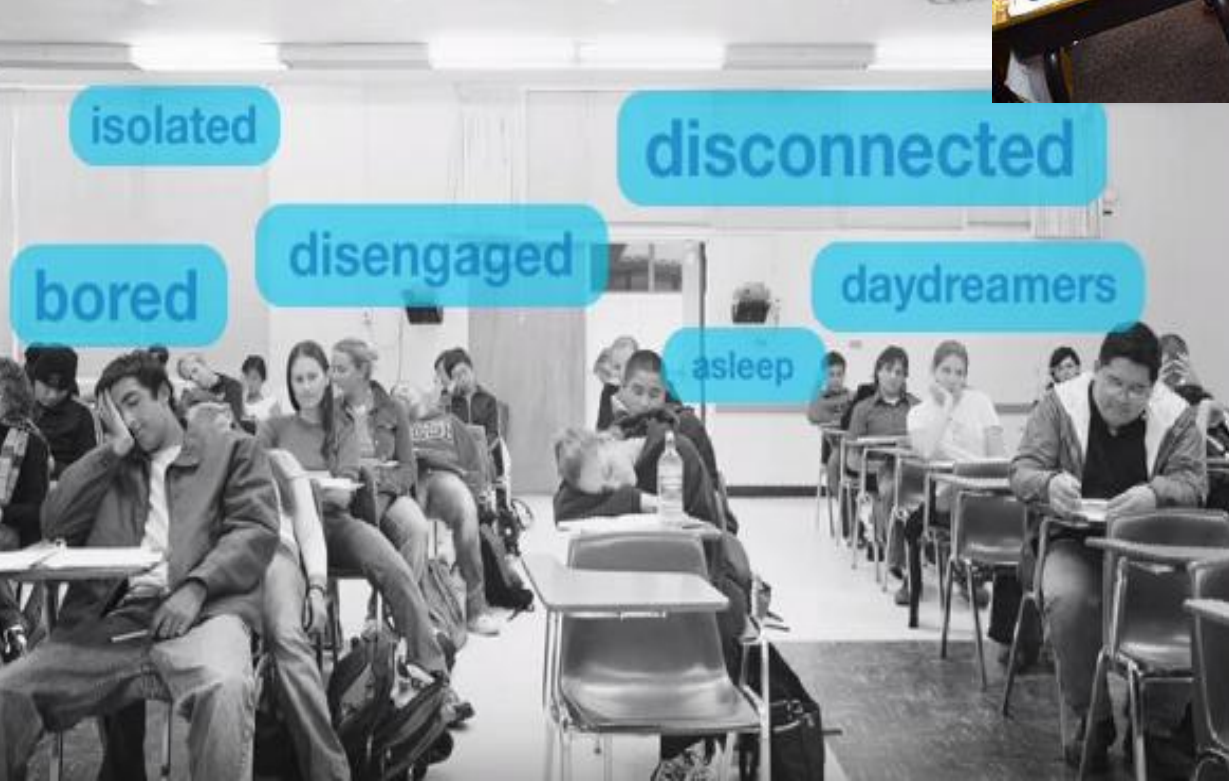 isolated
disconnected
disengaged
bored
daydreamers
asleep